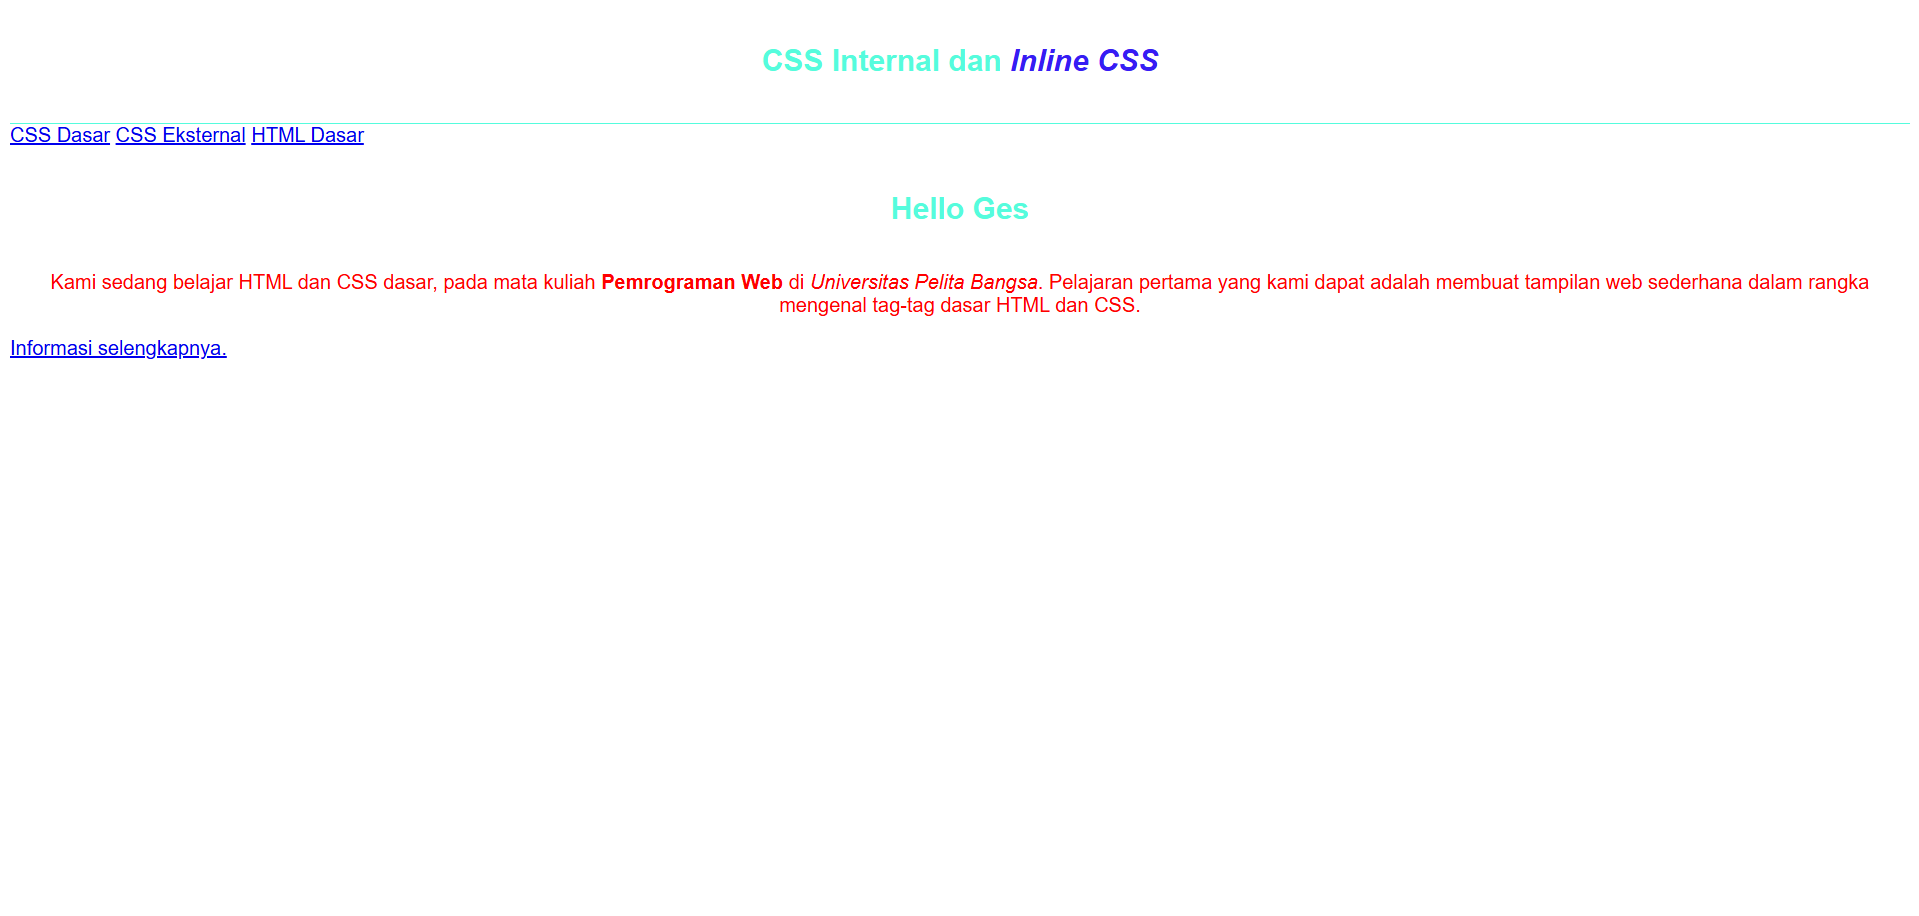 CSS Internal dan Inline CSS
CSS Dasar CSS Eksternal HTML Dasar
Hello Ges
Kami sedang belajar HTML dan CSS dasar, pada mata kuliah Pemrograman Web di Universitas Pelita Bangsa. Pelajaran pertama yang kami dapat adalah membuat tampilan web sederhana dalam rangka
mengenal tag-tag dasar HTML dan CSS.
Informasi selengkapnya.